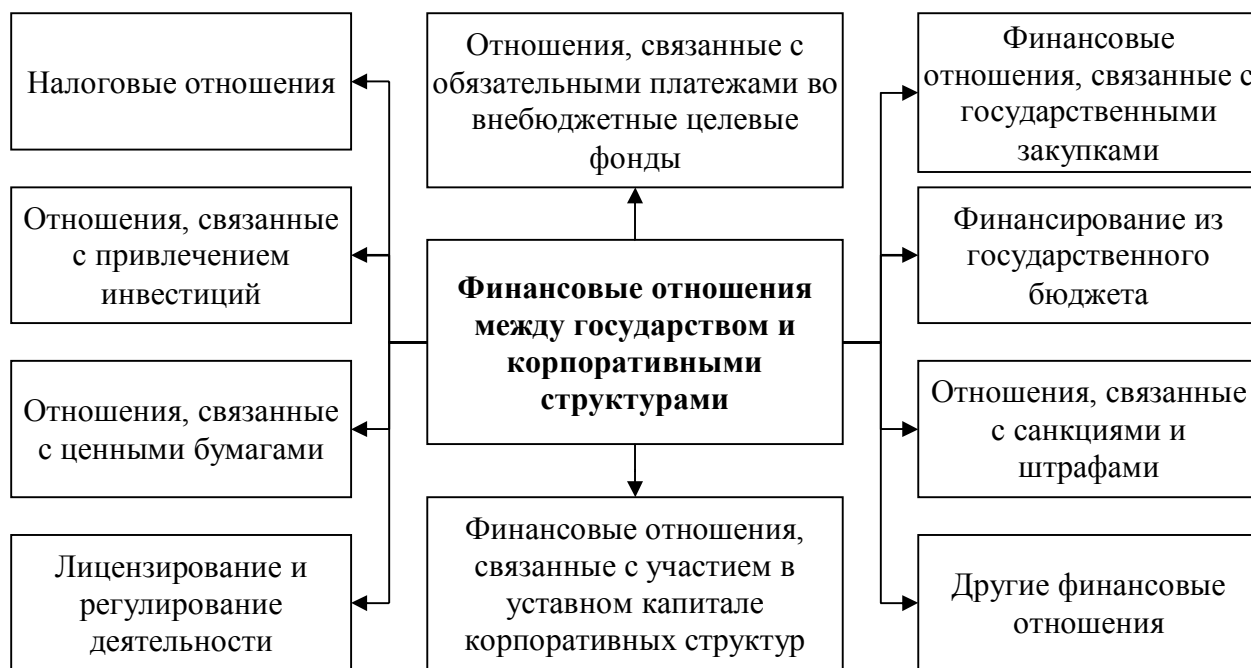 Налоговые отношения
Отношения, связанные
с привлечением
инвестиций
Отношения, связанные
с ценными бумагами
Лицензирование и
регулирование
деятельности
Отношения, связанные с
обязательными платежами во
внебюджетные целевые
фонды
Финансовые отношения
между государством и
корпоративными
структурами
Финансовые отношения,
связанные с участием в
уставном капитале
корпоративных структур
Финансовые
отношения, связанные с
государственными
закупками
Финансирование из
государственного
бюджета
Отношения, связанные
с санкциями и
штрафами
Другие финансовые
отношения